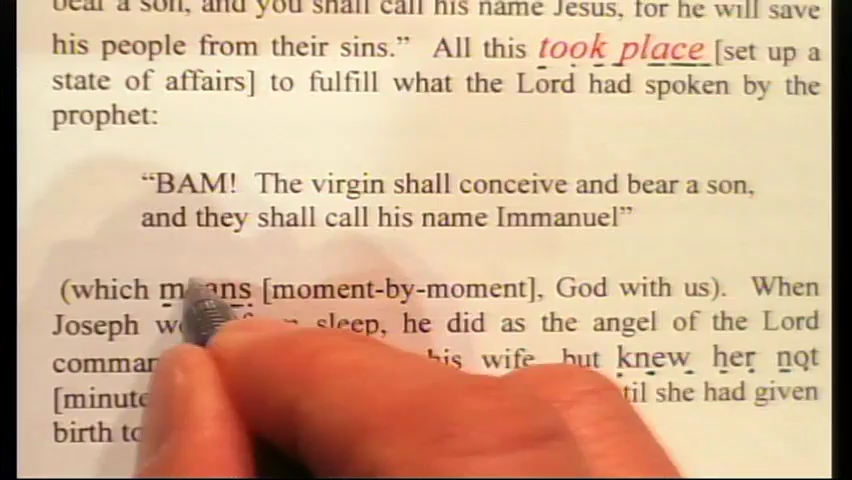 bear a son, and you shall call his name Jesus, for he will save
his people from their sins.” All this took place [set up a
state of affairs] to fulfill what the Lord had spoken by the
prophet:
“BAM! The virgin shall conceive and bear a son,
and they shall call his name Immanuel”
(which means [moment-by-moment], God with us). When
Joseph sleep, he did as the angel of the Lord
his wife, but knew her not
she had given
birth